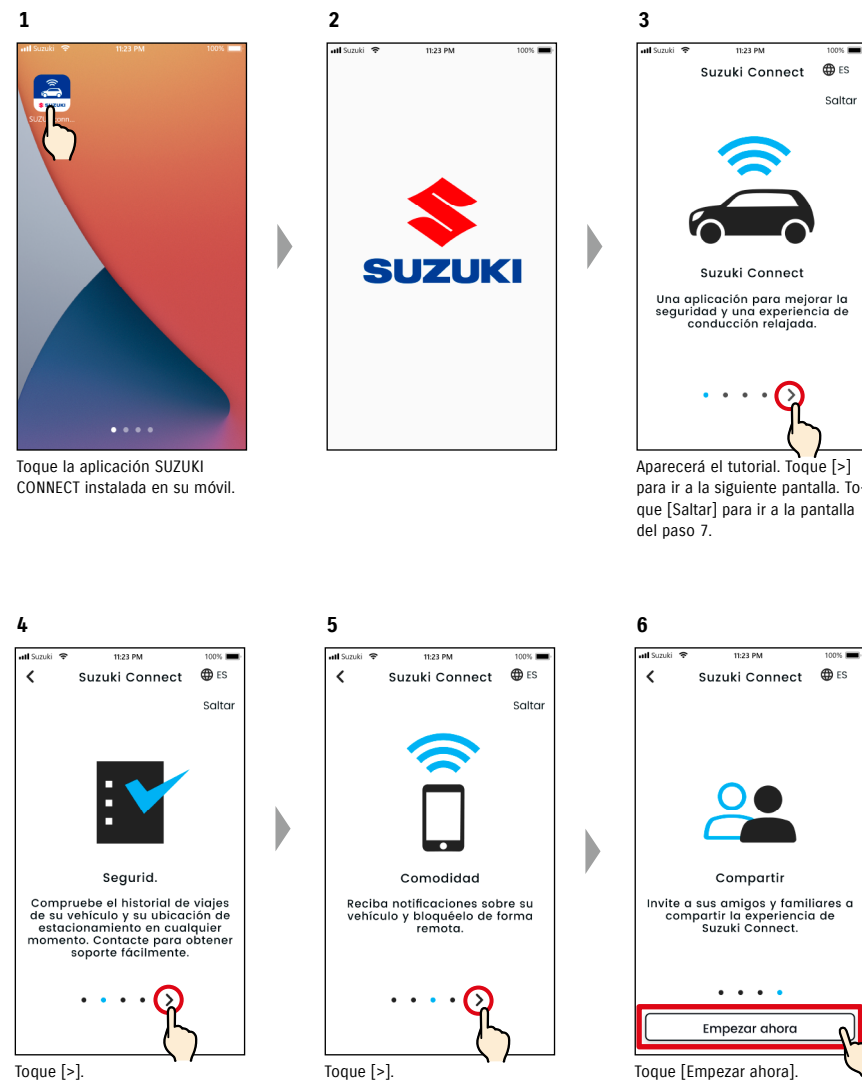 1
Suzuki 11:23 PM 100%
SUZUKI
SUZU Conn...
Toque la aplicación SUZUKI
CONNECT instalada en su móvil.
2
Suzuki 11:23 PM 100%
SUZUKI
3
Suzuki 11:23 PM 100%
Suzuki Connect ES
Saltar
Suzuki Connect
Una aplicación para mejorar la
seguridad y una experiencia de
conducción relajada.
>
Aparecerá el tutorial. Toque [>]
para ir a la siguiente pantalla. To-
que [Saltar] para ir a la pantalla
del paso 7.
4
Suzuki 11:23 PM 100%
< Suzuki Connect ES
Saltar
Segurid.
Compruebe el historial de viajes
de su vehículo y su ubicación de
estacionamiento en cualquier
momento. Contacte para obtener
soporte fácilmente.
>
Toque [>].
5
Suzuki 11:23 PM 100%
< Suzuki Connect ES
Saltar
Comodidad
Reciba notificaciones sobre su
vehículo y bloquéelo de forma
remota.
>
Toque [>].
6
Suzuki 11:23 PM 100%
< Suzuki Connect ES
Compartir
Invite a sus amigos y familiares a
compartir la experiencia de
Suzuki Connect.
Empezar ahora
Toque [Empezar ahora].